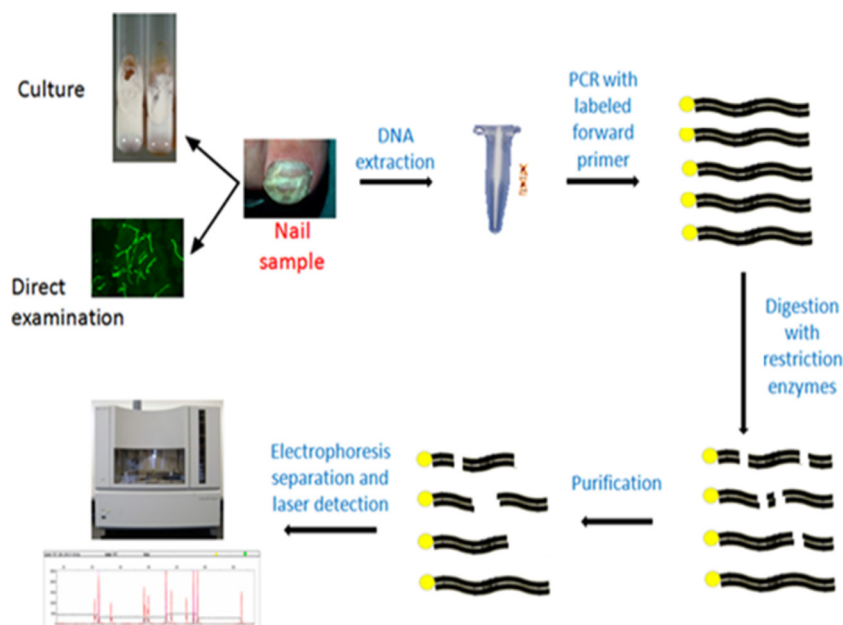 Culture
Direct
examination
Nail
sample
DNA
extraction
PCR with
labeled
forward
primer
Digestion
with
restriction
enzymes
Purification
Electrophoresis
separation and
laser detection